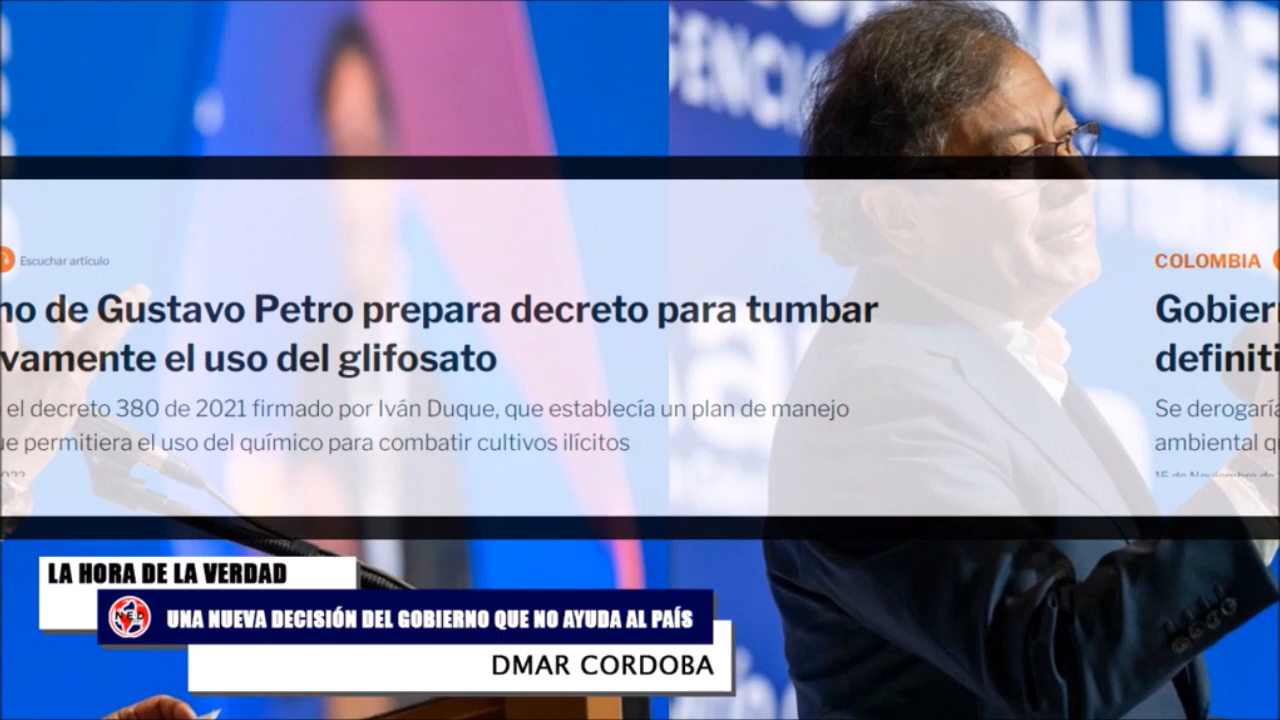 Escuchar artículo
COLOMBIA
no de Gustavo Petro prepara decreto para tumbar
vamente el uso del glifosato
el decreto 380 de 2021 firmado por Iván Duque, que establecía un plan de manejo
ue permitiera el uso del químico para combatir cultivos ilícitos
Gobier
definiti
Se derogaría
ambiental q
LA HORA DE LA VERDAD
UNA NUEVA DECISIÓN DEL GOBIERNO QUE NO AYUDA AL PAÍS
DMAR CORDOBA